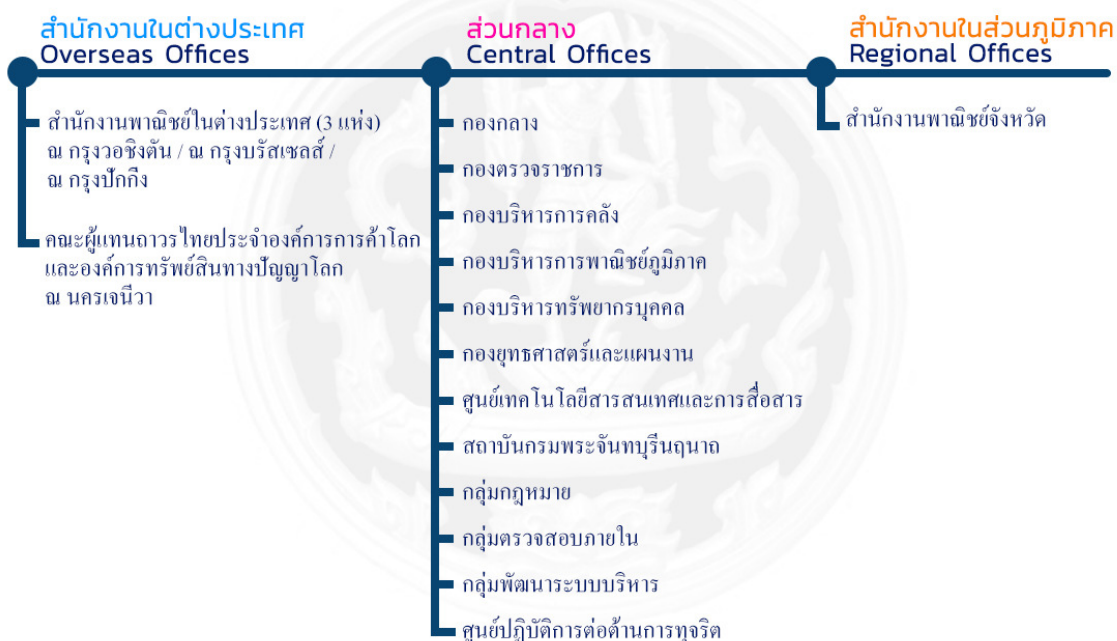 สำนักงานในต่างประเทศ
Overseas Offices
สำนักงานพาณิชย์ในต่างประเทศ (3 แห่ง)
ณ กรุงวอชิงตัน / ณ กรุงบรัสเซลส์ /
ณ กรุงปักกิ่ง
คณะผู้แทนถาวรไทยประจำองค์การการค้าโลก
และองค์การทรัพย์สินทางปัญญาโลก
ณ นครเจนีวา
ส่วนกลาง
Central Offices
กองกลาง
กองตรวจราชการ
กองบริหารการคลัง
กองบริหารการพาณิชย์ภูมิภาค
กองบริหารทรัพยากรบุคคล
กองยุทธศาสตร์และแผนงาน
ศูนย์เทคโนโลยีสารสนเทศและการสื่อสาร
สถาบันกรมพระจันทบุรีนฤนาถ
กลุ่มกฎหมาย
กลุ่มตรวจสอบภายใน
กลุ่มพัฒนาระบบบริหาร
ศูนย์ปฏิบัติการต่อต้านการทุจริต
สำนักงานในส่วนภูมิภาค
Regional Offices
สำนักงานพาณิชย์จังหวัด